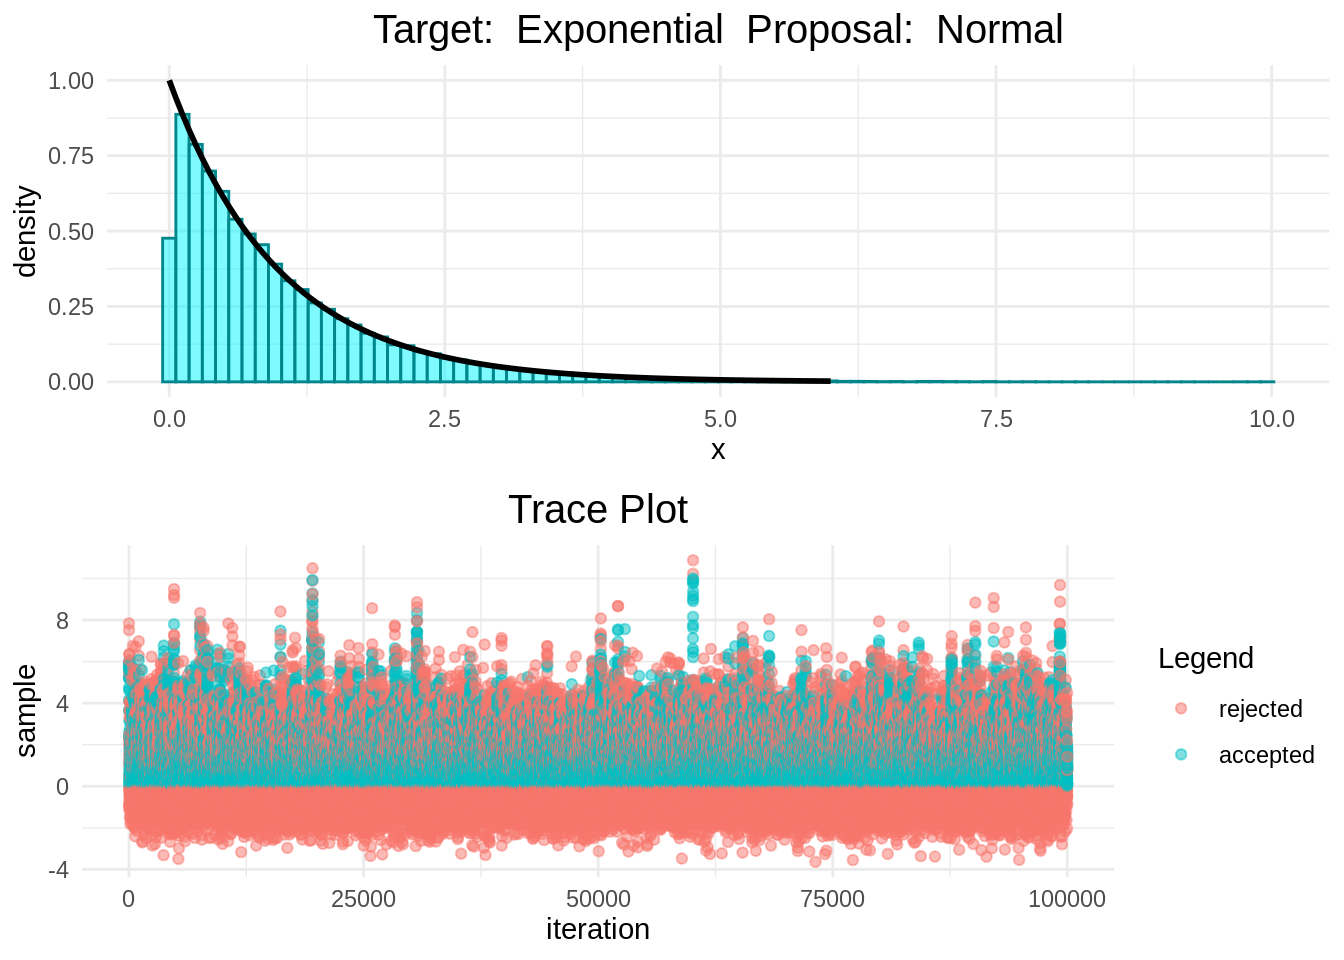 Target:  Exponential  Proposal:  Normal
1.00
0.75
0.50
0.25
0.00
density
0.0 2.5 5.0 7.5 10.0
x
Trace Plot
8
4
0
-4
sample
0 25000 50000 75000 100000
iteration
Legend
rejected
accepted